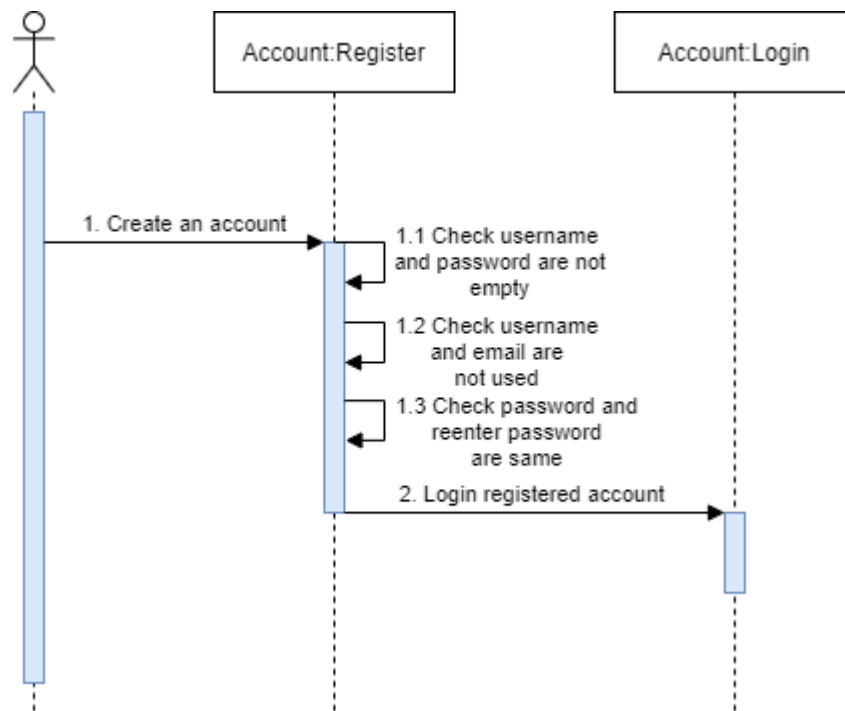 Account:Register
Account:Login
1. Create an account
1.1 Check username
and password are not
empty
1.2 Check username
and email are
not used
1.3 Check password and
reenter password
are same
2. Login registered account